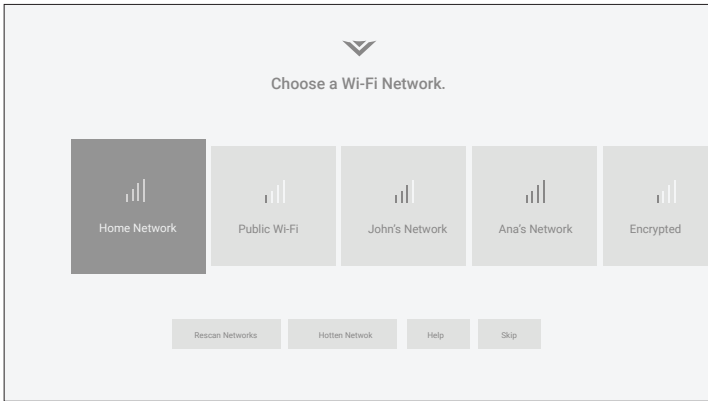 Choose a Wi-Fi Network.
Home Network
Public Wi-Fi
John's Network
Ana's Network
Encrypted
Rescan Networks
Hotten Netwok
Help
Skip